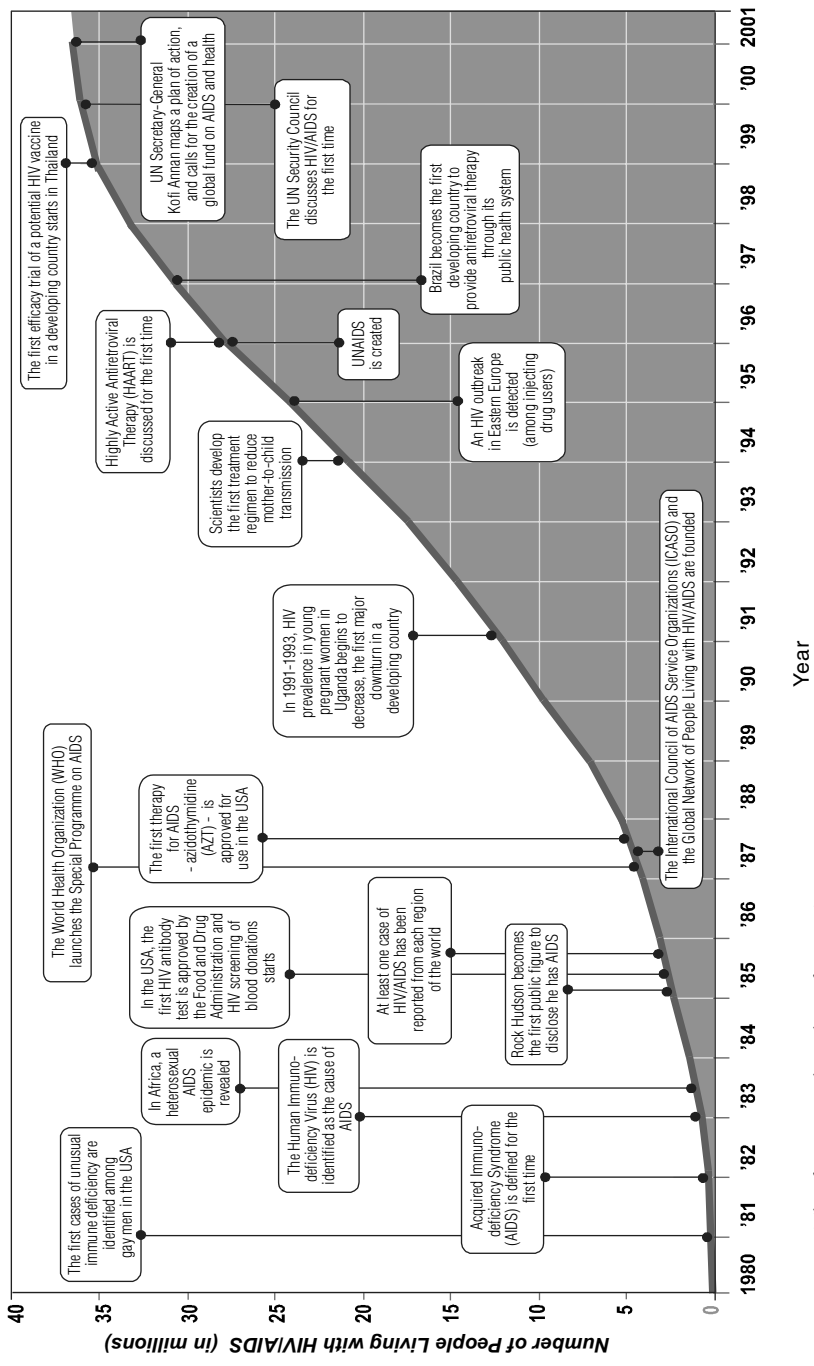 40
35
30
25
20
15
10
5
0
Number of People Living with HIV/AIDS (in millions)
The first cases of unusual
immune deficiency are
identified among
gay men in the USA
Acquired Immuno-
deficiency Syndrome
(AIDS) is defined for the
first time
The Human Immuno-
deficiency Virus (HIV) is
identified as the cause of
AIDS
In Africa, a
heterosexual
AIDS
epidemic is
revealed
Rock Hudson becomes
the first public figure to
disclose he has AIDS
In the USA, the
first HIV antibody
test is approved by
the Food and Drug
Administration and
HIV screening of
blood donations
starts
At least one case of
HIV/AIDS has been
reported from each region
of the world
The World Health Organization (WHO)
launches the Special Programme on AIDS
The first therapy
for AIDS
- azidothymidine
(AZT) - is
approved for
use in the USA
The International Council of AIDS Service Organizations (ICASO) and
the Global Network of People Living with HIV/AIDS are founded
In 1991-1993, HIV
prevalence in young
pregnant women in
Uganda begins to
decrease, the first major
downturn in a
developing country
Scientists develop
the first treatment
regimen to reduce
mother-to-child
transmission
An HIV outbreak
in Eastern Europe
is detected
(among injecting
drug users)
Highly Active Antiretroviral
Therapy (HAART) is
discussed for the first time
UNAIDS
is created
Brazil becomes the first
developing country to
provide antiretroviral therapy
through its
public health system
The first efficacy trial of a potential HIV vaccine
in a developing country starts in Thailand
The UN Security Council
discusses HIV/AIDS for
the first time
UN Secretary-General
Kofi Annan maps a plan of action,
and calls for the creation of a
global fund on AIDS and health
1980
'81
'82
'83
'84
'85
'86
'87
'88
'89
'90
'91
'92
'93
'94
'95
'96
'97
'98
'99
'00
2001
Year